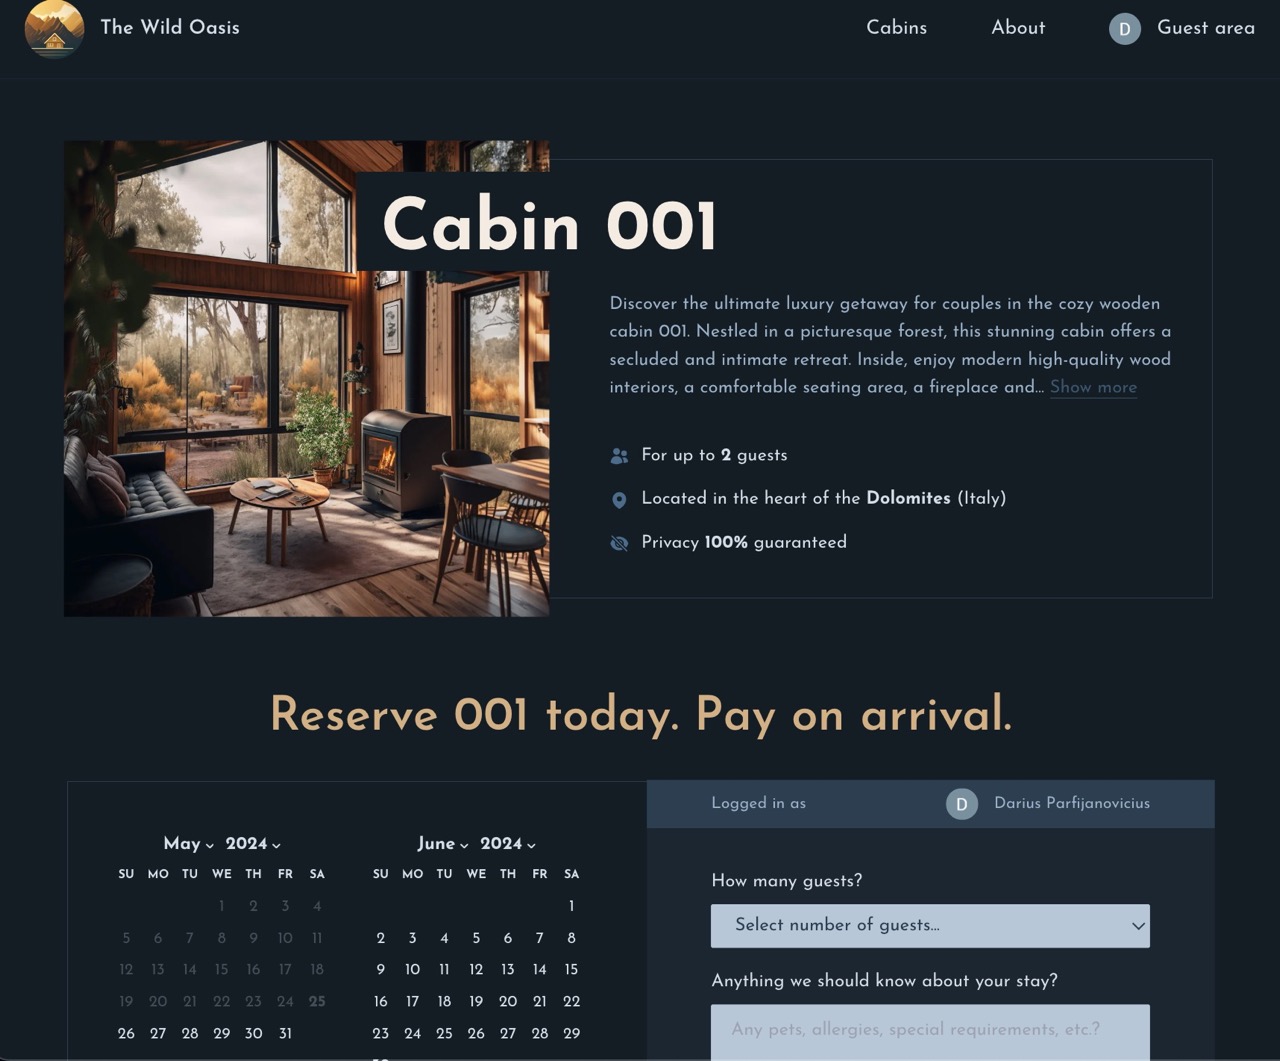 The Wild Oasis
Cabins
About
D
Guest area
Cabin 001
Discover the ultimate luxury getaway for couples in the cozy wooden
cabin 001. Nestled in a picturesque forest, this stunning cabin offers a
secluded and intimate retreat. Inside, enjoy modern high-quality wood
interiors, a comfortable seating area, a fireplace and... Show more
For up to 2 guests
Located in the heart of the Dolomites (Italy)
Privacy 100% guaranteed
Reserve 001 today. Pay on arrival.
May 2024
SU MO TU WE TH FR SA
1 2 3 4
5 6 7 8 9 10 11
12 13 14 15 16 17 18
19 20 21 22 23 24 25
26 27 28 29 30 31
June 2024
SU MO TU WE TH FR SA
1
2 3 4 5 6 7 8
9 10 11 12 13 14 15
16 17 18 19 20 21 22
23 24 25 26 27 28 29
Logged in as
D
Darius Parfijanovicius
How many guests?
Select number of guests...
Anything we should know about your stay?
Any pets, allergies, special requirements, etc.?